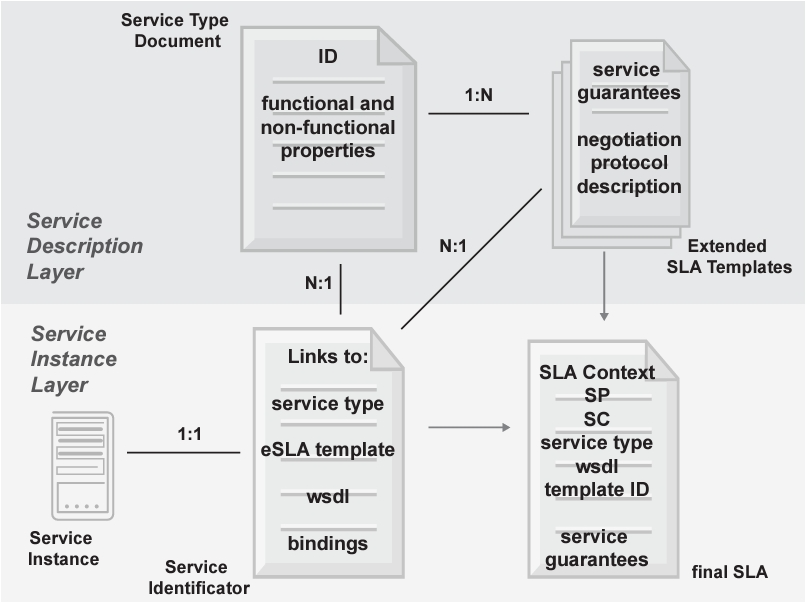 Service Type
Document
ID
functional and
non-functional
properties
1:N
service
guarantees
negotiation
protocol
description
Extended
SLA Templates
Service
Description
Layer
N:1
N:1
Service
Instance
Layer
Links to:
service type
eSLA template
wsdl
bindings
1:1
Service
Instance
Service
Identificator
SLA Context
SP
SC
service type
wsdl
template ID
service
guarantees
final SLA